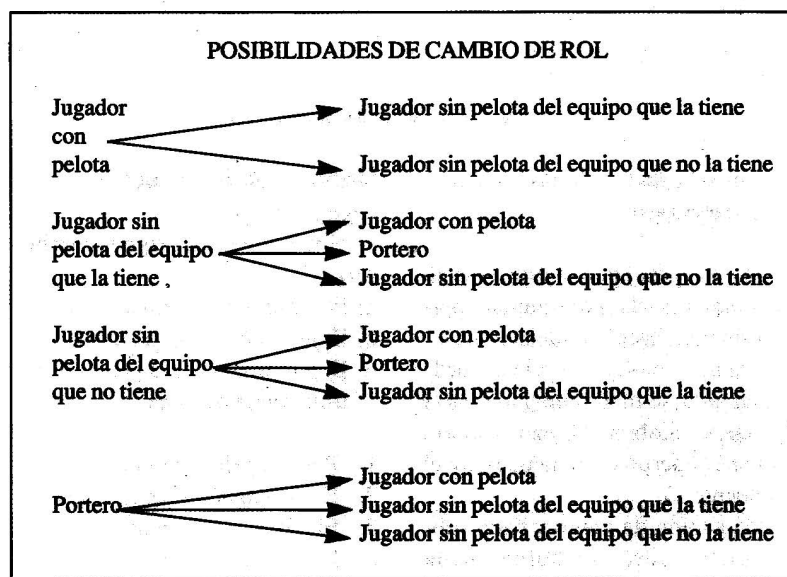 POSIBILIDADES DE CAMBIO DE ROL
Jugador
con
pelota
Jugador sin pelota del equipo que la tiene
Jugador sin pelota del equipo que no la tiene
Jugador sin
pelota del equipo
que la tiene
Jugador con pelota
Portero
Jugador sin pelota del equipo que no la tiene
Jugador sin
pelota del equipo
que no tiene
Jugador con pelota
Portero
Jugador sin pelota del equipo que la tiene
Portero
Jugador con pelota
Jugador sin pelota del equipo que la tiene
Jugador sin pelota del equipo que no la tiene